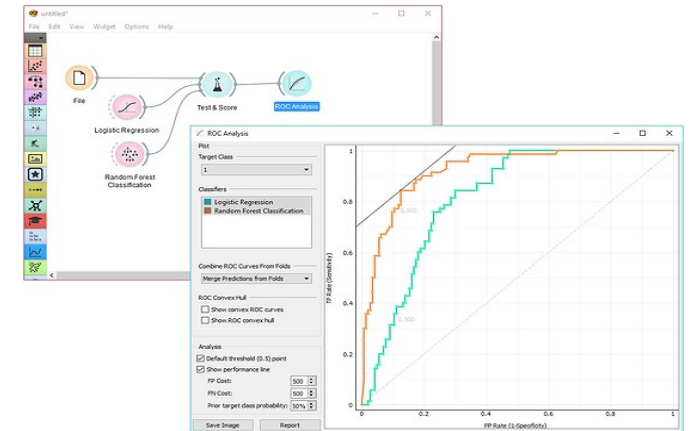 untitled*
File Edit View Widget Options Help
File
Logistic Regression
Random Forest
Classification
Test & Score
ROC Analysis
ROC Analysis
Plot
Target Class
1
Classifiers
Logistic Regression
Random Forest Classification
Combine ROC Curves From Folds
Merge Predictions from Folds
ROC Convex Hull
Show convex ROC curves
Show ROC convex hull
Analysis
Default threshold (0.5) point
Show performance line
FP Cost: 500
FN Cost: 500
Prior target class probability: 50%
Save Image Report
TP Rate (Sensitivity)
1
0.8
0.6
0.4
0.2
0
0.500
0.500
0 0.2 0.4 0.6 0.8 1
FP Rate (1-Specificity)